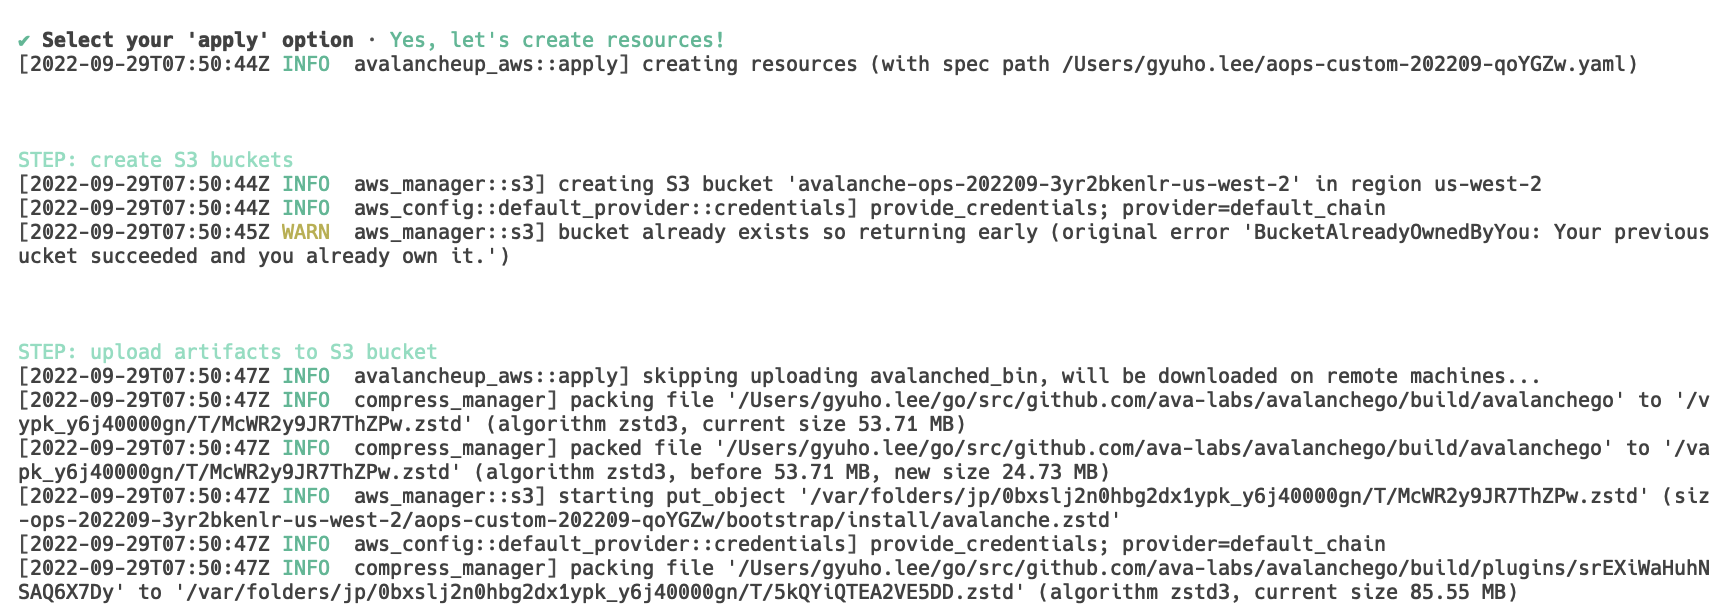 ✔ Select your 'apply' option · Yes, let's create resources!
[2022-09-29T07:50:44Z INFO  avalancheup_aws::apply] creating resources (with spec path /Users/gyuho.lee/aops-custom-202209-qoYGZw.yaml)
STEP: create S3 buckets
[2022-09-29T07:50:44Z INFO  aws_manager::s3] creating S3 bucket 'avalanche-ops-202209-3yr2bkenlr-us-west-2' in region us-west-2
[2022-09-29T07:50:44Z INFO  aws_config::default_provider::credentials] provide_credentials; provider=default_chain
[2022-09-29T07:50:45Z WARN  aws_manager::s3] bucket already exists so returning early (original error 'BucketAlreadyOwnedByYou: Your previous
ucket succeeded and you already own it.')
STEP: upload artifacts to S3 bucket
[2022-09-29T07:50:47Z INFO  avalancheup_aws::apply] skipping uploading avalanched_bin, will be downloaded on remote machines...
[2022-09-29T07:50:47Z INFO  compress_manager] packing file '/Users/gyuho.lee/go/src/github.com/ava-labs/avalanchego/build/avalanchego' to '/v
ypk_y6j40000gn/T/McWR2y9JR7ThZPw.zstd' (algorithm zstd3, current size 53.71 MB)
[2022-09-29T07:50:47Z INFO  compress_manager] packed file '/Users/gyuho.lee/go/src/github.com/ava-labs/avalanchego/build/avalanchego' to '/va
pk_y6j40000gn/T/McWR2y9JR7ThZPw.zstd' (algorithm zstd3, before 53.71 MB, new size 24.73 MB)
[2022-09-29T07:50:47Z INFO  aws_manager::s3] starting put_object '/var/folders/jp/0bxslj2n0hbg2dx1ypk_y6j40000gn/T/McWR2y9JR7ThZPw.zstd' (siz
-ops-202209-3yr2bkenlr-us-west-2/aops-custom-202209-qoYGZw/bootstrap/install/avalanche.zstd'
[2022-09-29T07:50:47Z INFO  aws_config::default_provider::credentials] provide_credentials; provider=default_chain
[2022-09-29T07:50:47Z INFO  compress_manager] packing file '/Users/gyuho.lee/go/src/github.com/ava-labs/avalanchego/build/plugins/srEXiWaHuhN
SAQ6X7Dy' to '/var/folders/jp/0bxslj2n0hbg2dx1ypk_y6j40000gn/T/5kQYiQTEA2VE5DD.zstd' (algorithm zstd3, current size 85.55 MB)